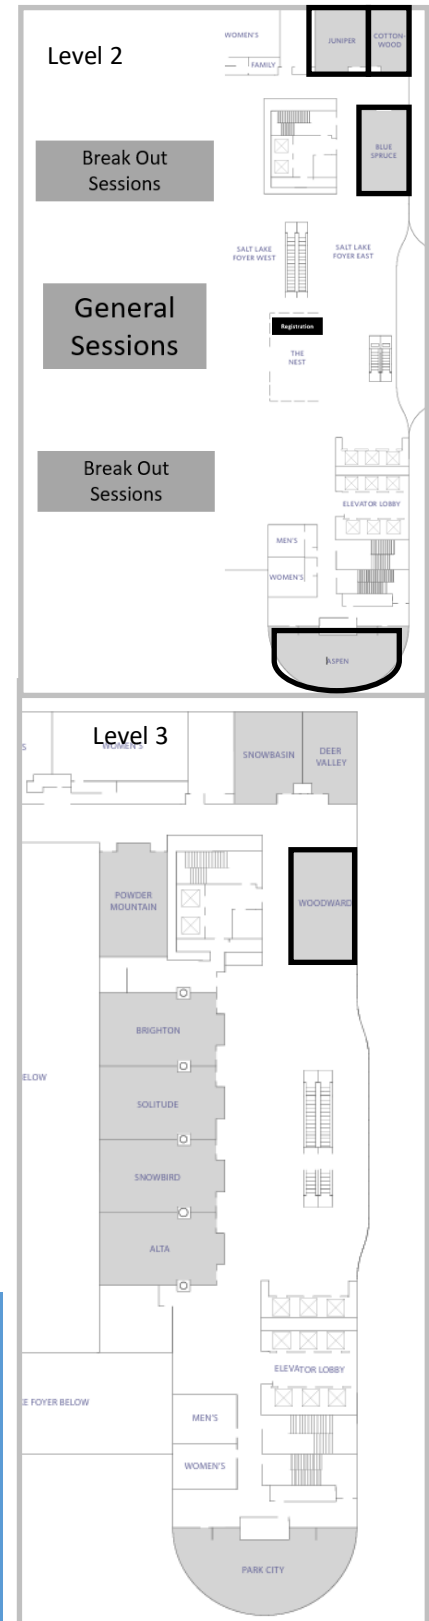 WOMEN'S
FAMILY
JUNIPER
COTTON-
WOOD
Level 2
Break Out
Sessions
BLUE
SPRUCE
SALT LAKE
FOYER WEST
SALT LAKE
FOYER EAST
General
Sessions
Registration
THE
NEST
Break Out
Sessions
ELEVATOR LOBBY
MEN'S
WOMEN'S
ASPEN
Level 3
WOMEN'S
S
SNOWBASIN
DEER
VALLEY
POWDER
MOUNTAIN
WOODWARD
BRIGHTON
ELOW
SOLITUDE
SNOWBIRD
ALTA
ELEVATOR LOBBY
E FOYER BELOW
MEN'S
WOMEN'S
PARK CITY